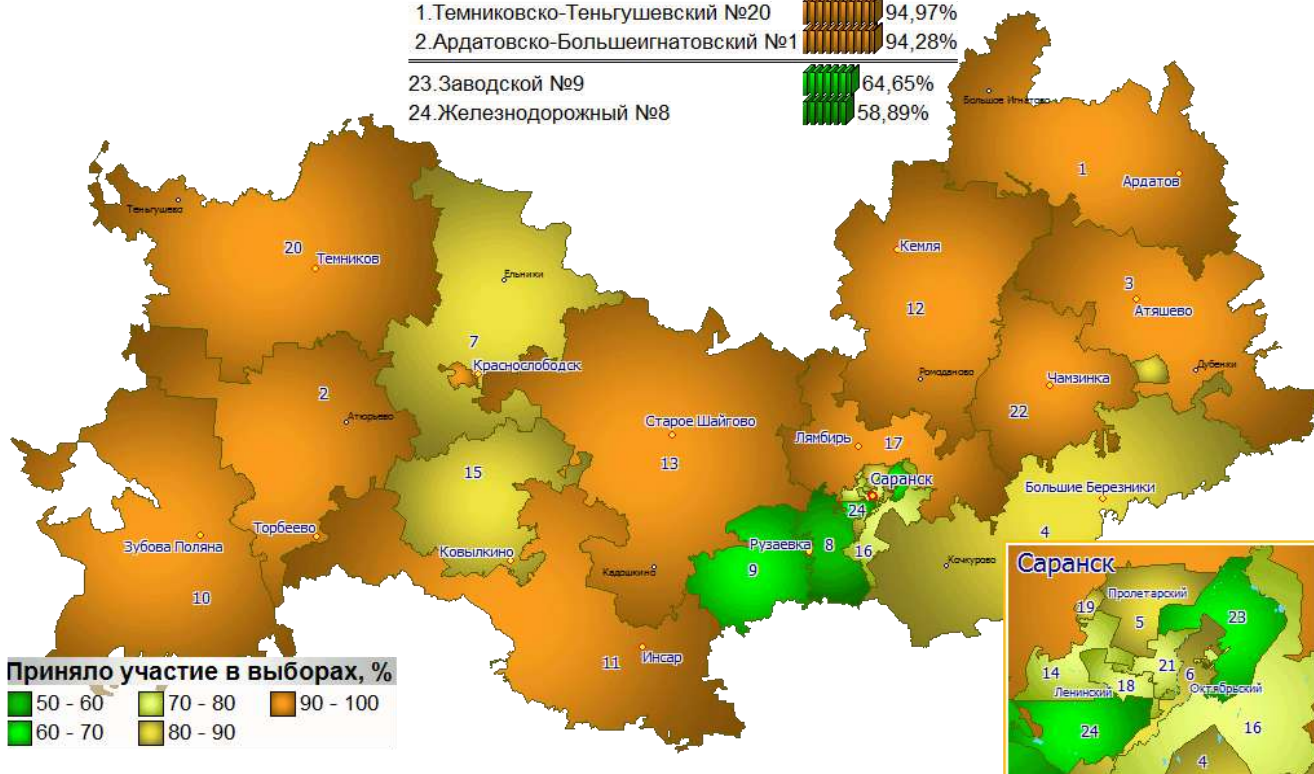 1.Темниковско-Теньгушевский №20 94,97%
2.Ардатовско-Большеигнатовский №1 94,28%
23.Заводской №9 64,65%
24.Железнодорожный №8 58,89%
Большое Игнатово
1
Ардатов
Теньгушево
20
Темников
Кемля
Ельники
3
12
Атяшево
7
Краснослободск
Ромоданово
Дубенки
Чамзинка
2
Атюрьево
22
Старое Шайгово
Лямбирь
17
13
15
Саранск
Большие Березники
24
Зубова Поляна
Торбеево
Ковылкино
Рузаевка
8
16
4
9
Кадошкино
Кочкурово
10
11
Инсар
Саранск
Пролетарский
19
5
23
14
21
6
18
Ленинский
Октябрьский
24
16
4
Приняло участие в выборах, %
50 - 60 70 - 80 90 - 100
60 - 70 80 - 90